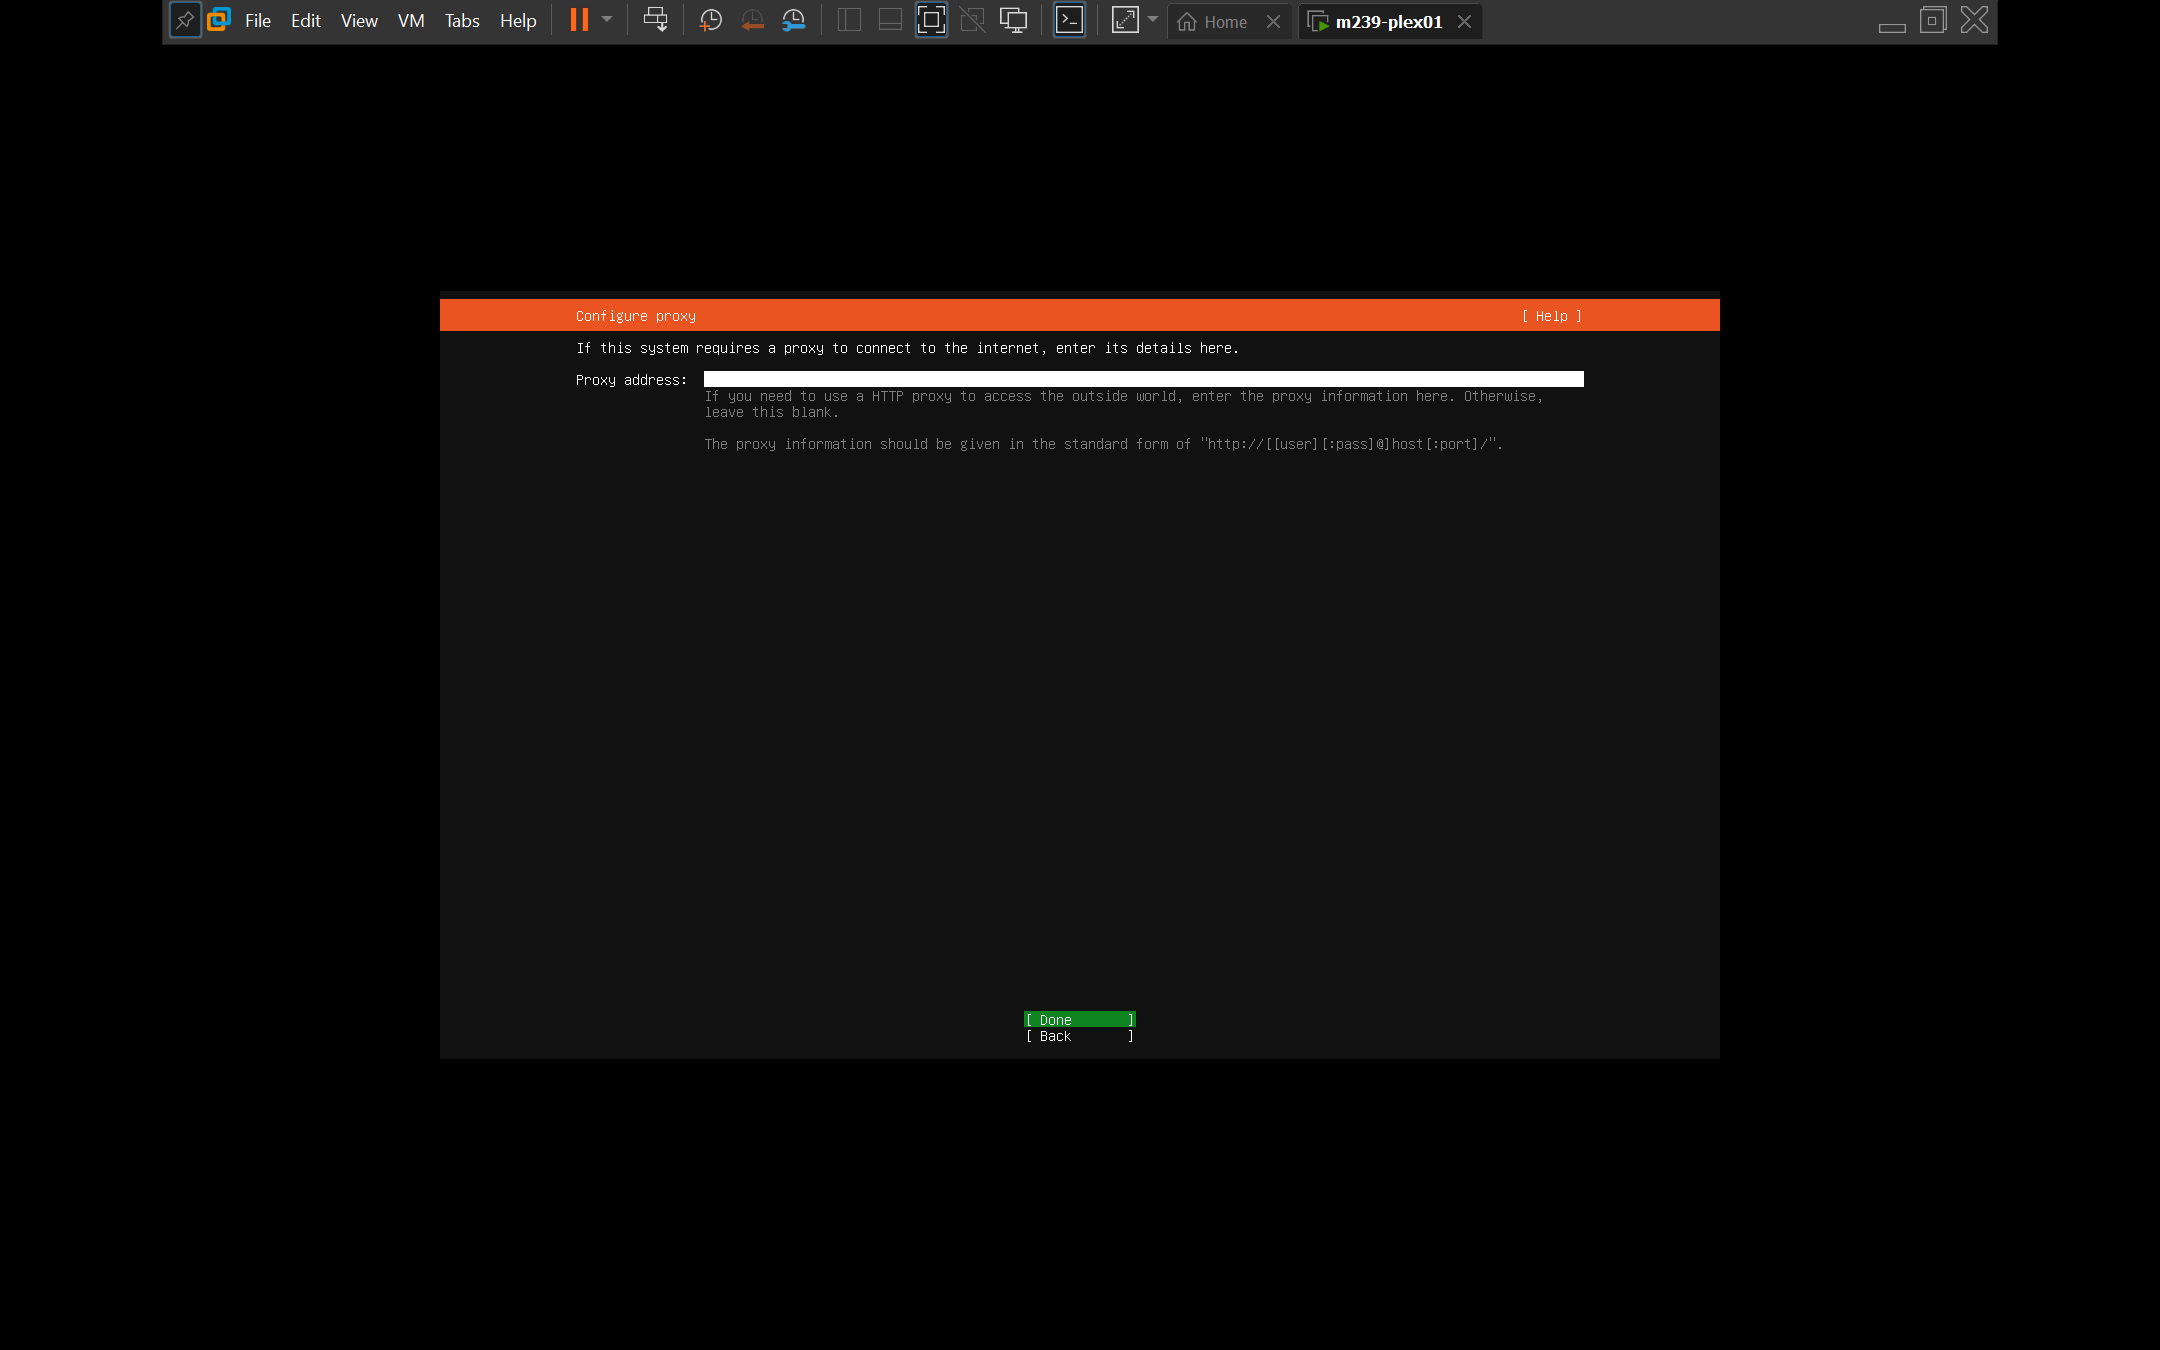 File Edit View VM Tabs Help Home m239-plex01
Configure proxy [ Help ]
If this system requires a proxy to connect to the internet, enter its details here.
Proxy address:
If you need to use a HTTP proxy to access the outside world, enter the proxy information here. Otherwise,
leave this blank.
The proxy information should be given in the standard form of "http://[[user][:pass]@]host[:port]/".
[ Done ]
[ Back ]